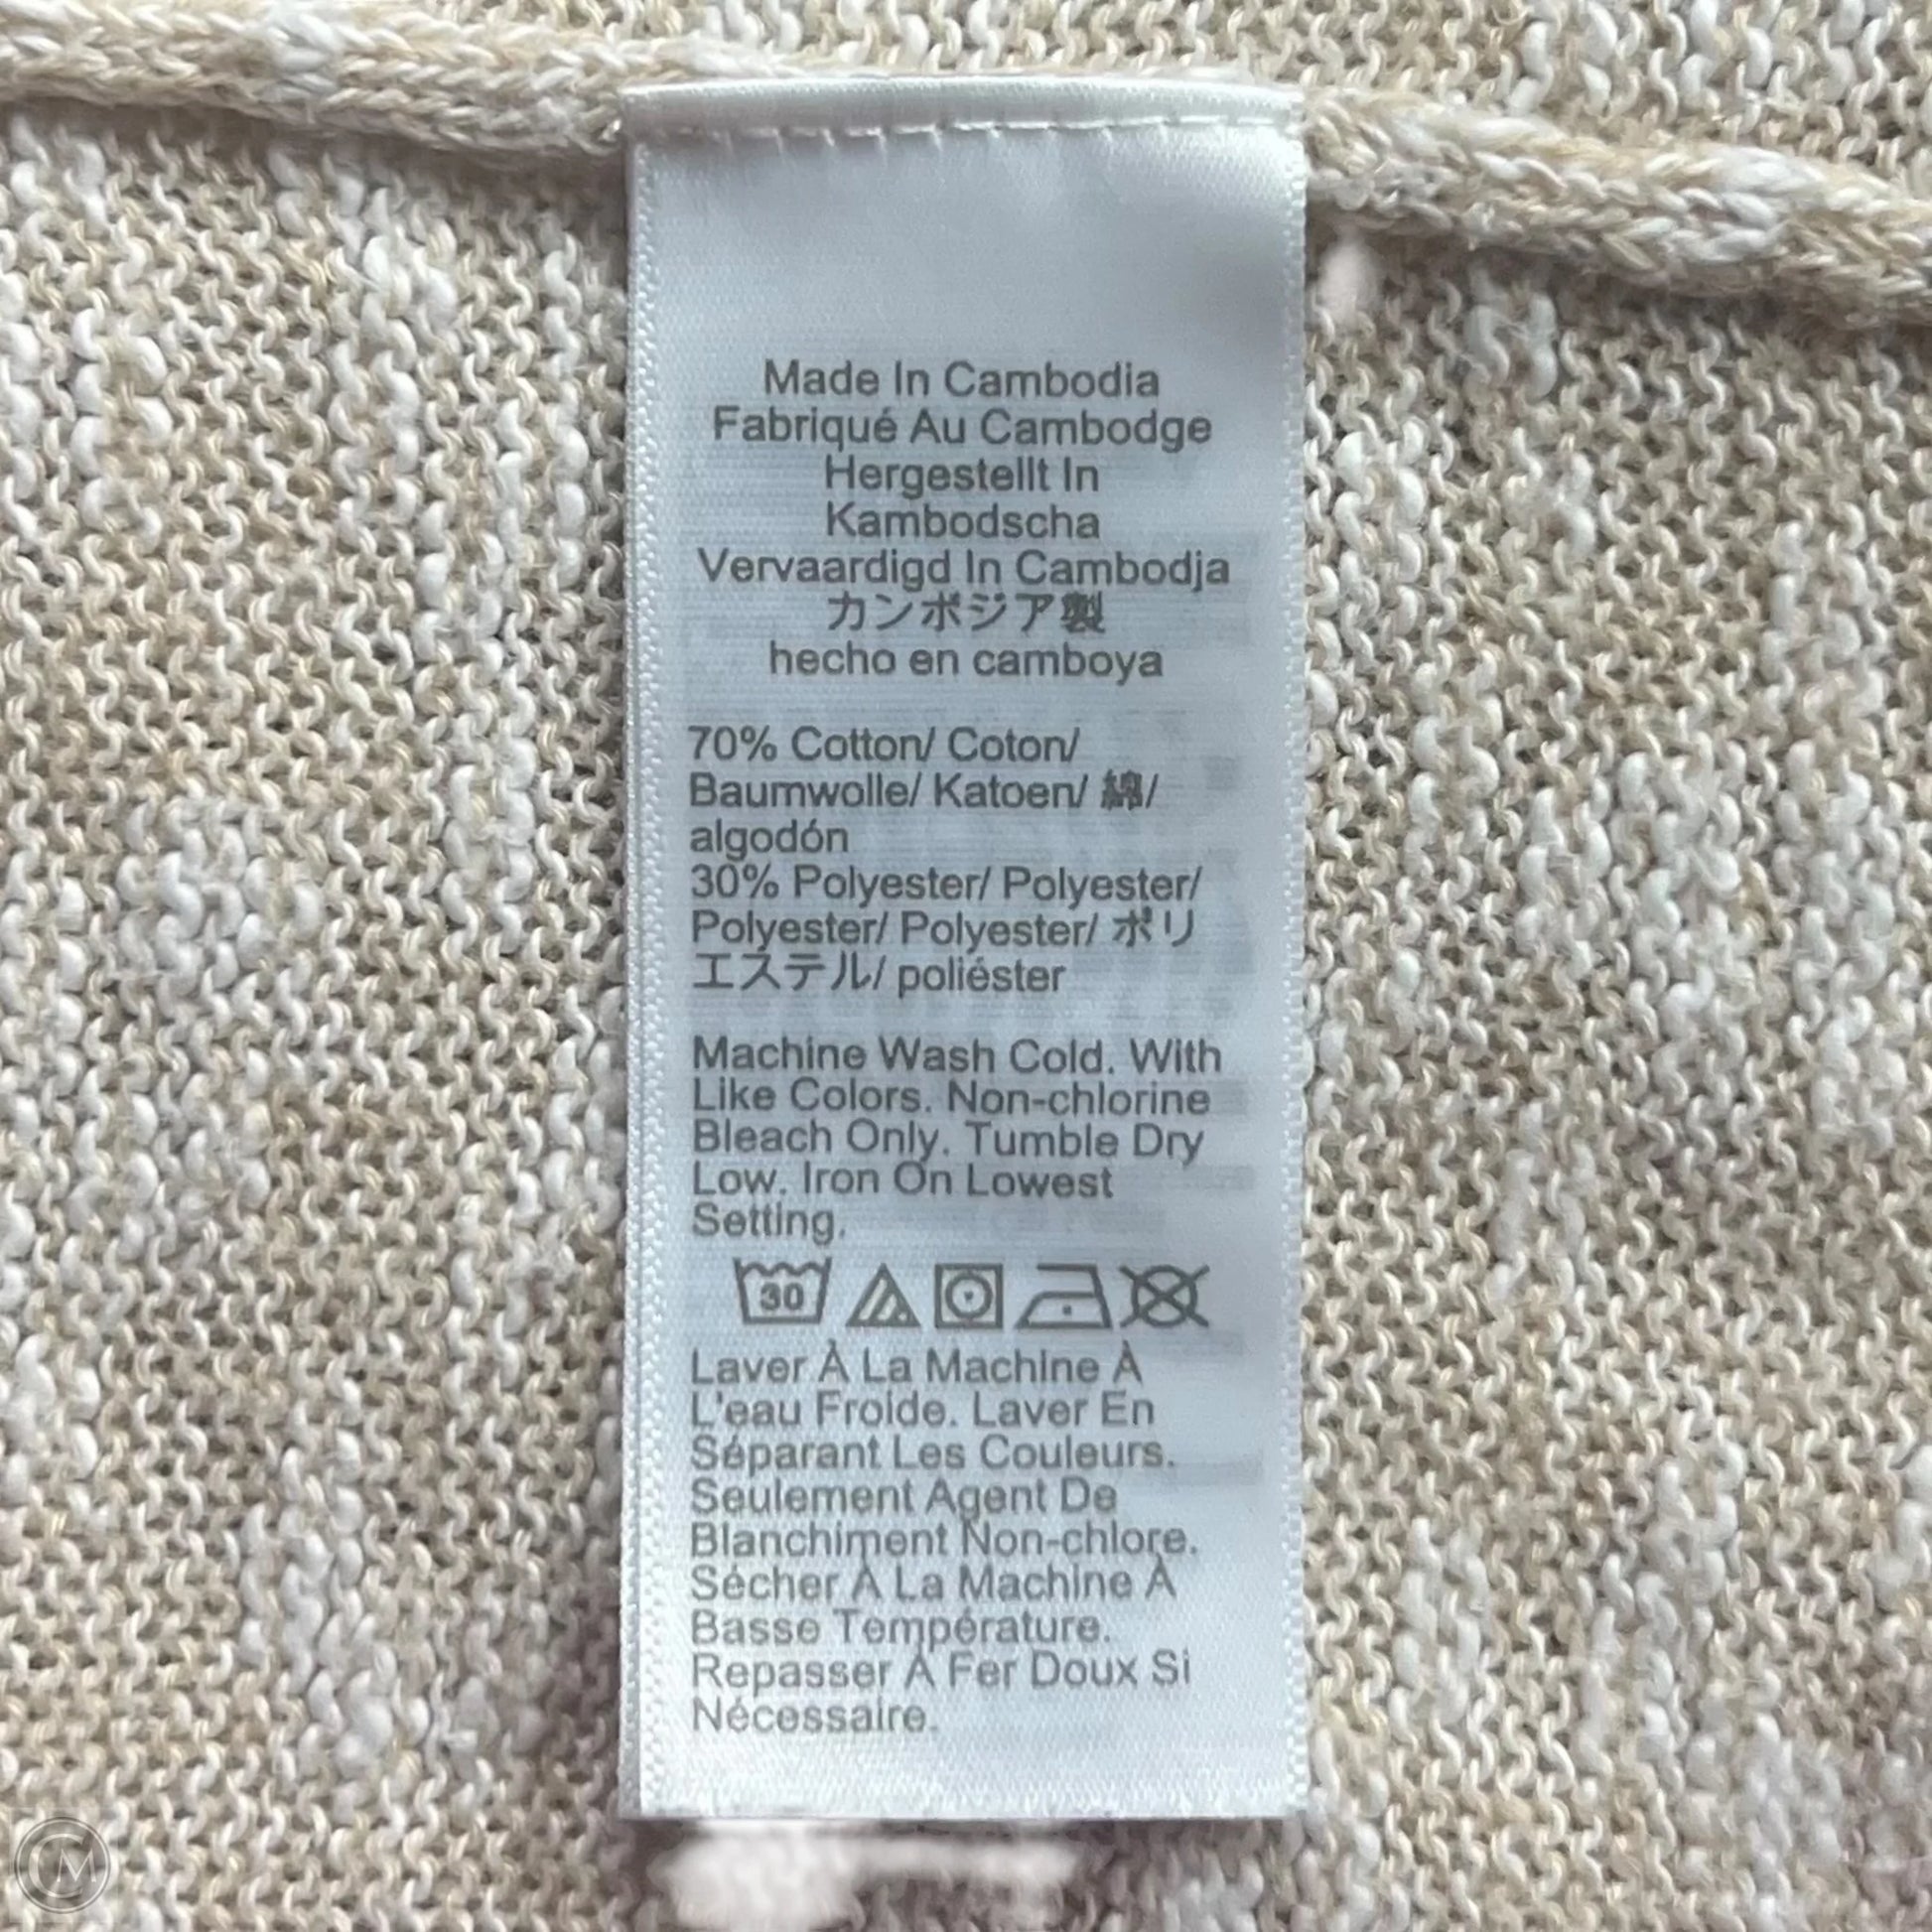 Made In Cambodia
Fabriqué Au Cambodge
Hergestellt In
Kambodscha
Vervaardigd In Cambodja
カンボジア製
hecho en camboya
70% Cotton/ Coton/
Baumwolle/ Katoen/ 綿/
algodón
30% Polyester/ Polyester/
Polyester/ Polyester/ ポリ
エステル/ poliéster
Machine Wash Cold. With
Like Colors. Non-chlorine
Bleach Only. Tumble Dry
Low. Iron On Lowest
Setting.
30
Laver À La Machine À
L'eau Froide. Laver En
Séparant Les Couleurs.
Seulement Agent De
Blanchiment Non-chlore.
Sécher À La Machine À
Basse Température.
Repasser À Fer Doux Si
Nécessaire.
CM